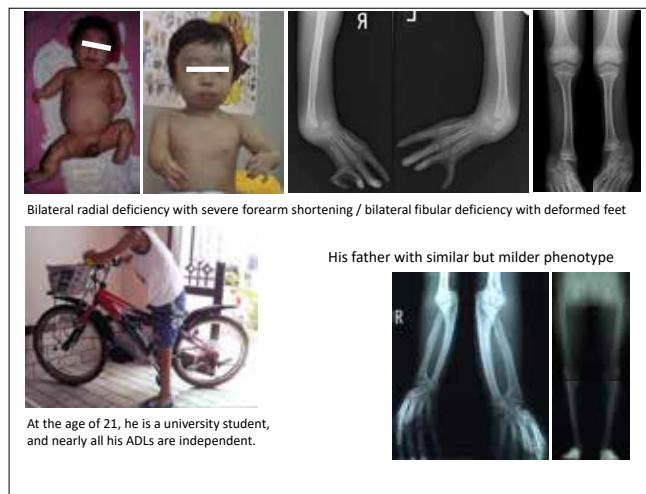 R
L
Bilateral radial deficiency with severe forearm shortening / bilateral fibular deficiency with deformed feet
His father with similar but milder phenotype
R
At the age of 21, he is a university student,
and nearly all his ADLs are independent.